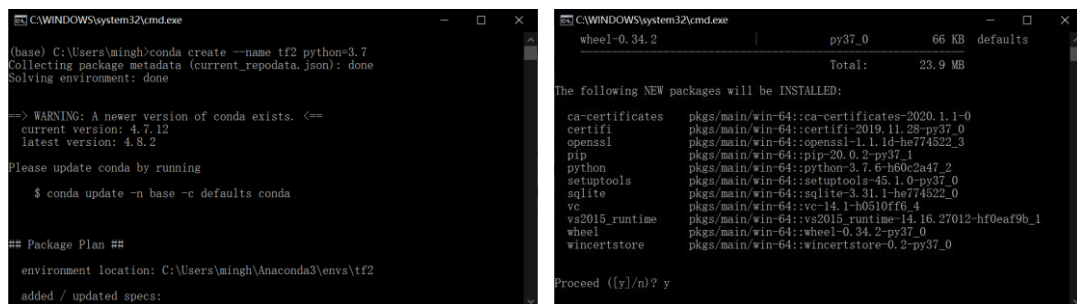 C:\WINDOWS\system32\cmd.exe
(base) C:\Users\mingh>conda create --name tf2 python=3.7
Collecting package metadata (current_repodata.json): done
Solving environment: done
==> WARNING: A newer version of conda exists. <==
current version: 4.7.12
latest version: 4.8.2
Please update conda by running
$ conda update -n base -c defaults conda
## Package Plan ##
environment location: C:\Users\mingh\Anaconda3\envs\tf2
added / updated specs:
C:\WINDOWS\system32\cmd.exe
wheel-0.34.2 | py37_0 66 KB defaults
------------------------------------------------------------
Total: 23.9 MB
The following NEW packages will be INSTALLED:
ca-certificates pkgs/main/win-64::ca-certificates-2020.1.1-0
certifi pkgs/main/win-64::certifi-2019.11.28-py37_0
openssl pkgs/main/win-64::openssl-1.1.1d-he774522_3
pip pkgs/main/win-64::pip-20.0.2-py37_1
python pkgs/main/win-64::python-3.7.6-h60c2a47_2
setuptools pkgs/main/win-64::setuptools-45.1.0-py37_0
sqlite pkgs/main/win-64::sqlite-3.31.1-he774522_0
vc pkgs/main/win-64::vc-14.1-h0510ff6_4
vs2015_runtime pkgs/main/win-64::vs2015_runtime-14.16.27012-hf0eaf9b_1
wheel pkgs/main/win-64::wheel-0.34.2-py37_0
wincertstore pkgs/main/win-64::wincertstore-0.2-py37_0
Proceed ([y]/n)? y